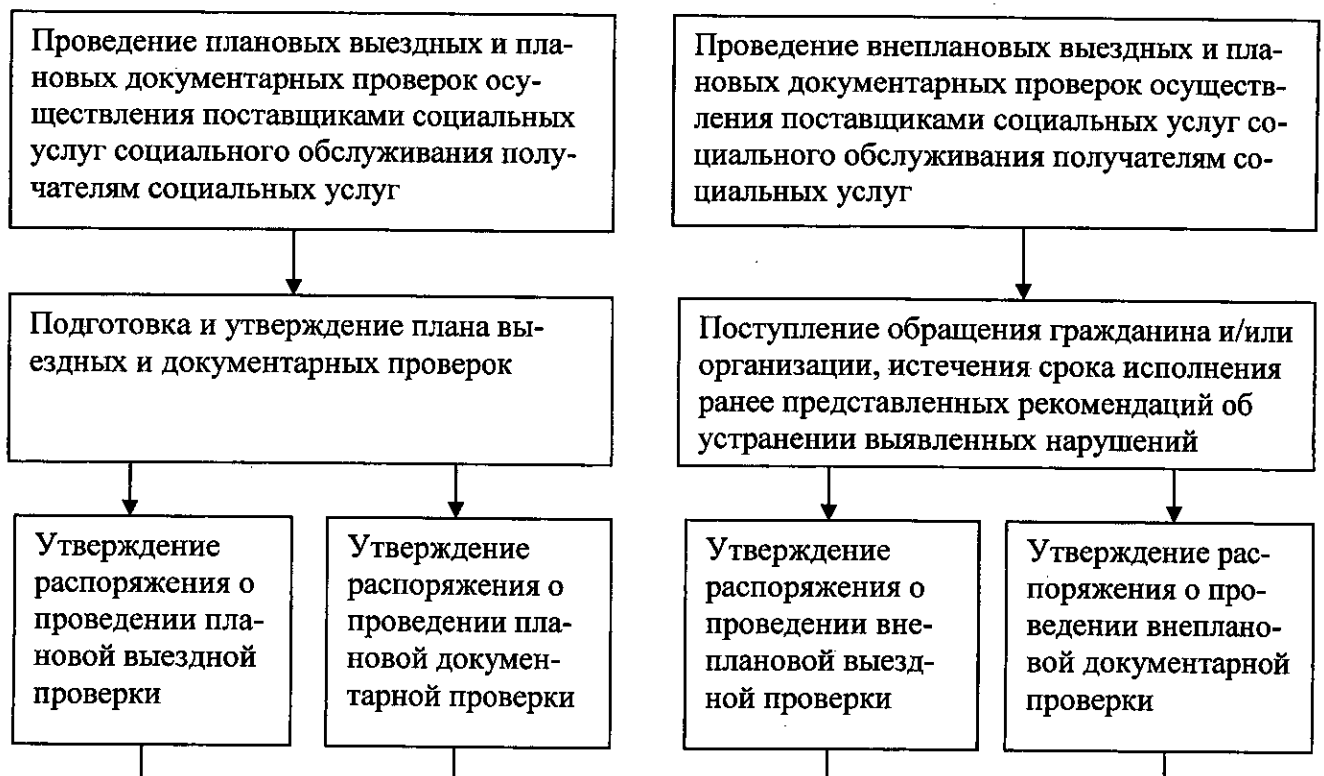 Проведение плановых выездных и пла-
новых документарных проверок осу-
ществления поставщиками социальных
услуг социального обслуживания полу-
чателям социальных услуг
Проведение внеплановых выездных и пла-
новых документарных проверок осуществ-
ления поставщиками социальных услуг со-
циального обслуживания получателям со-
циальных услуг
Подготовка и утверждение плана вы-
ездных и документарных проверок
Поступление обращения гражданина и/или
организации, истечения срока исполнения
ранее представленных рекомендаций об
устранении выявленных нарушений
Утверждение
распоряжения о
проведении пла-
новой выездной
проверки
Утверждение
распоряжения о
проведении пла-
новой докумен-
тарной проверки
Утверждение
распоряжения о
проведении вне-
плановой выезд-
ной проверки
Утверждение рас-
поряжения о про-
ведении внеплано-
вой документарной
проверки